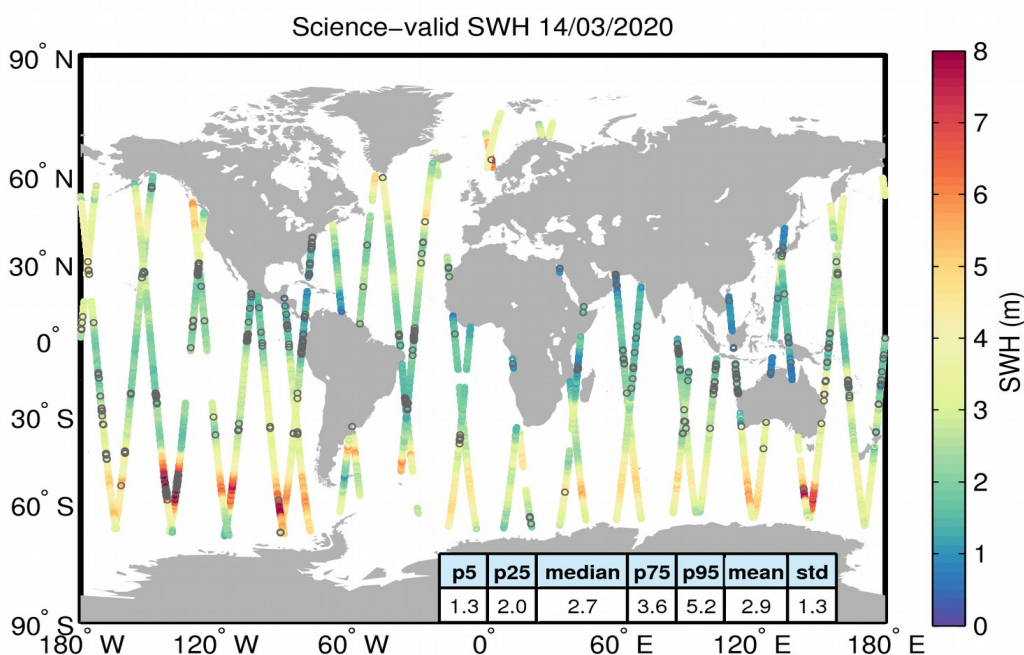 Science−valid SWH 14/03/2020
90° N
60° N
30° N
0°
30° S
60° S
90° S
180° W
120° W
60° W
0°
60° E
120° E
180° E
p5 p25 median p75 p95 mean std
1.3 2.0 2.7 3.6 5.2 2.9 1.3
8
7
6
5
4
3
2
1
0
SWH (m)